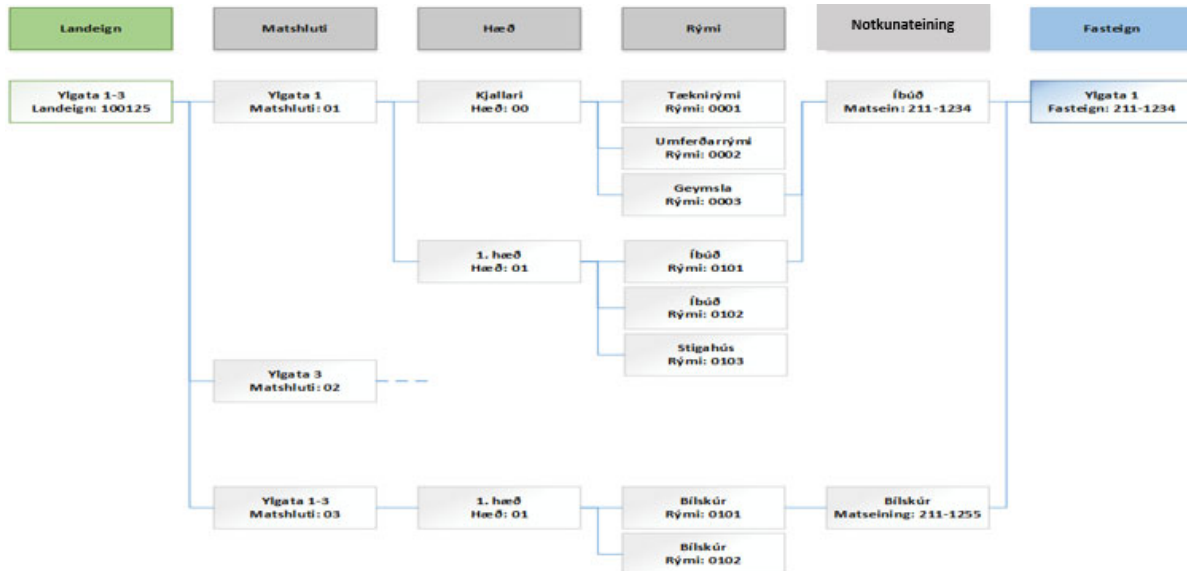 Landeign
Matshluti
Hæð
Rými
Notkunateining
Fasteign
Ylgata 1-3
Landeign: 100125
Ylgata 1
Matshluti: 01
Kjallari
Hæð: 00
Tæknirými
Rými: 0001
Íbúð
Matsein: 211-1234
Ylgata 1
Fasteign: 211-1234
Umferðarrými
Rými: 0002
Geymsla
Rými: 0003
1. hæð
Hæð: 01
Íbúð
Rými: 0101
Íbúð
Rými: 0102
Stigahús
Rými: 0103
Ylgata 3
Matshluti: 02
Ylgata 1-3
Matshluti: 03
1. hæð
Hæð: 01
Bílskúr
Rými: 0101
Bílskúr
Matseining: 211-1255
Bílskúr
Rými: 0102